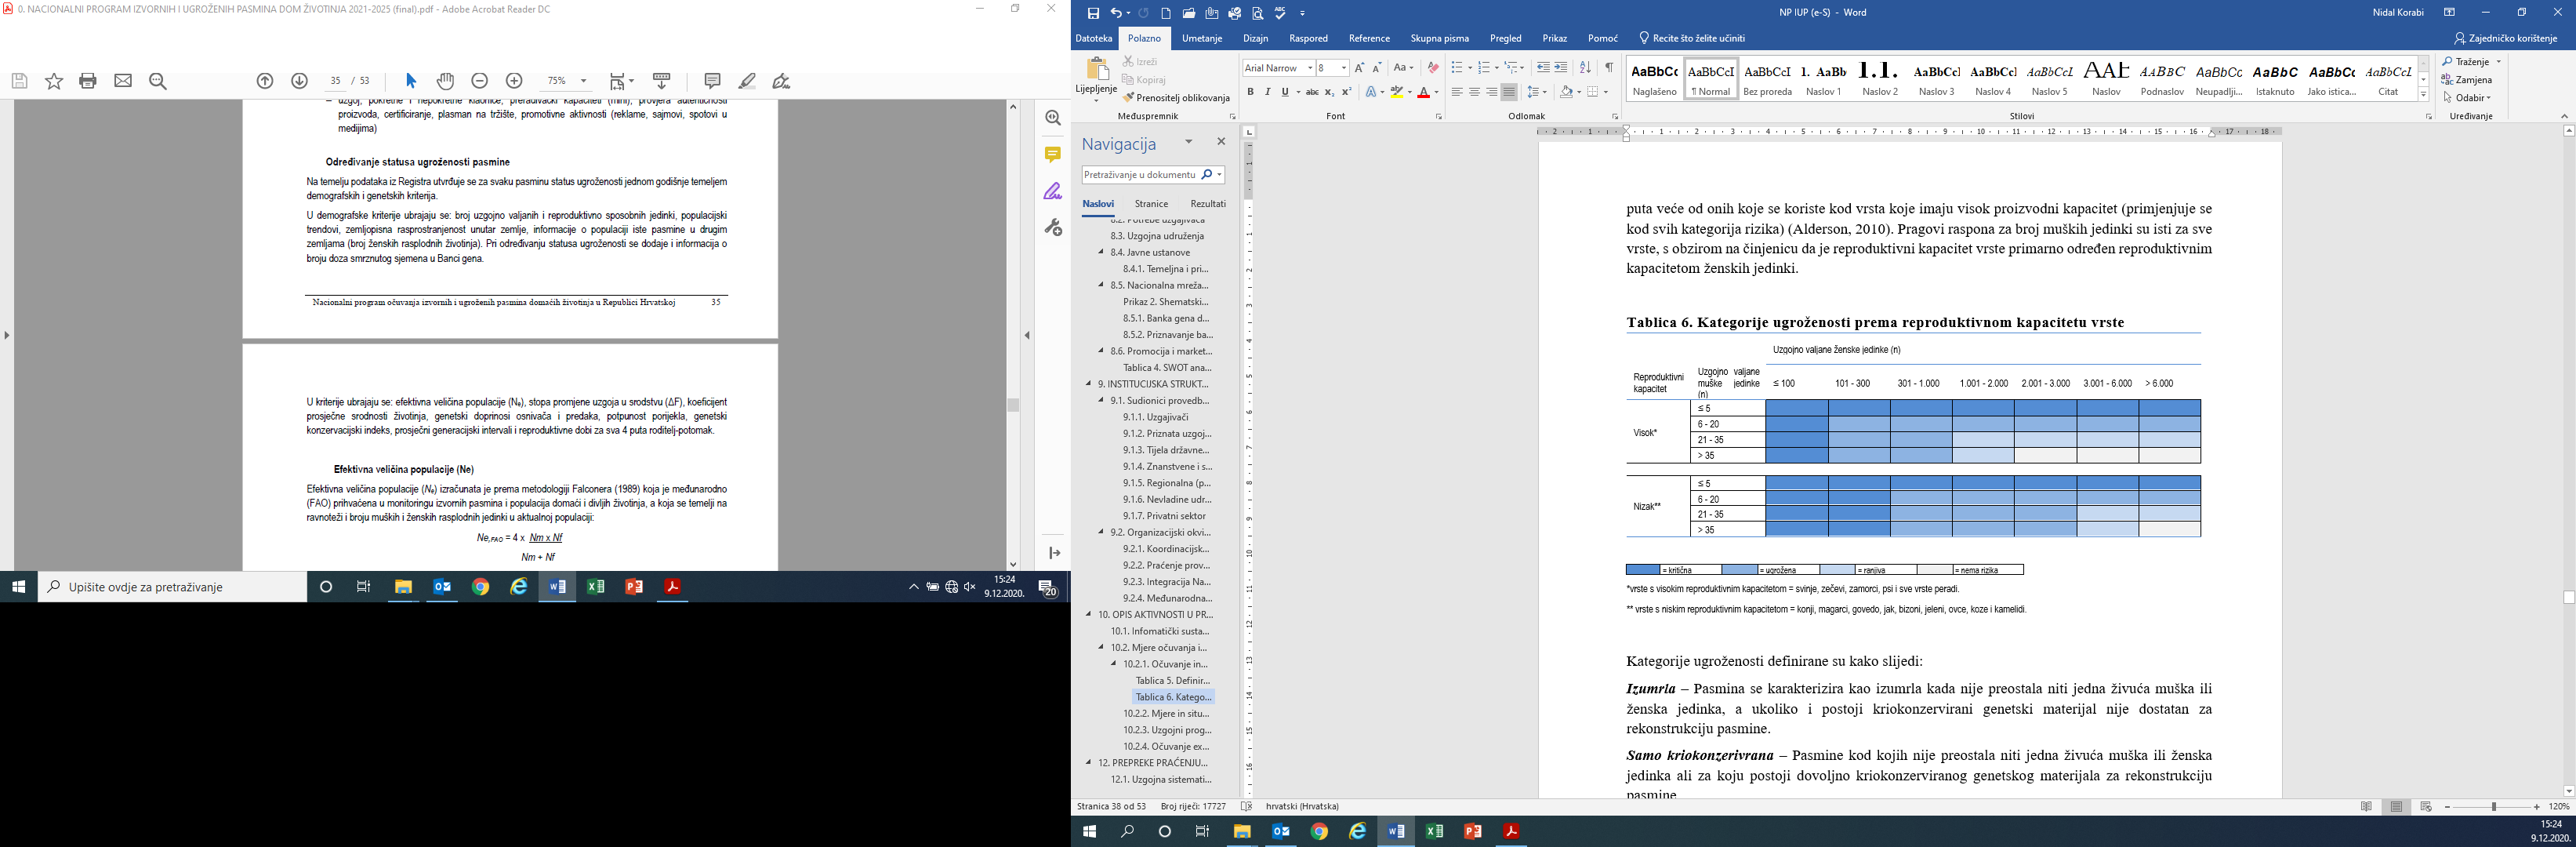 0. NACIONALNI PROGRAM IZVORNIH I UGROŽENIH PASMINA DOM ŽIVOTINJA 2021-2025 (final).pdf - Adobe Acrobat Reader DC
35 / 53
75%
uzgoj, pokretne i nepokretne klaonice, prerađivački kapaciteti (mini), provjera autentičnosti
proizvoda, certificiranje, plasman na tržište, promotivne aktivnosti (reklame, sajmovi, spotovi u
medijima)
Određivanje statusa ugroženosti pasmine
Na temelju podataka iz Registra utvrđuje se za svaku pasminu status ugroženosti jednom godišnje temeljem
demografskih i genetskih kriterija.
U demografske kriterije ubrajaju se: broj uzgojno valjanih i reproduktivno sposobnih jedinki, populacijski
trendovi, zemljopisna rasprostranjenost unutar zemlje, informacije o populaciji iste pasmine u drugim
zemljama (broj ženskih rasplodnih životinja). Pri određivanju statusa ugroženosti se dodaje i informacija o
broju doza smrznutog sjemena u Banci gena.
Nacionalni program očuvanja izvornih i ugroženih pasmina domaćih životinja u Republici Hrvatskoj 35
U kriterije ubrajaju se: efektivna veličina populacije (Ne), stopa promjene uzgoja u srodstvu (ΔF), koeficijent
prosječne srodnosti životinja, genetski doprinosi osnivača i predaka, potpunost porijekla, genetski
konzervacijski indeks, prosječni generacijski intervali i reproduktivne dobi za sva 4 puta roditelj-potomak.
Efektivna veličina populacije (Ne)
Efektivna veličina populacije (Ne) izračunata je prema metodologiji Falconera (1989) koja je međunarodno
(FAO) prihvaćena u monitoringu izvornih pasmina i populacija domaći i divljih životinja, a koja se temelji na
ravnoteži i broju muških i ženskih rasplodnih jedinki u aktualnoj populaciji:
Ne,FAO = 4 x Nm x Nf
Nm + Nf
Upišite ovdje za pretraživanje
15:24
9.12.2020.
20
NP IUP (e-S) - Word
Nidal Korabi
Datoteka Polazno Umetanje Dizajn Raspored Reference Skupna pisma Pregled Prikaz Pomoć Recite što želite učiniti
Zajedničko korištenje
Lijepljenje
Izreži
Kopiraj
Prenositelj oblikovanja
Međuspremnik
Arial Narrow 8
Font
Odlomak
Naglašeno ¶ Normal Bez proreda Naslov 1 Naslov 2 Naslov 3 Naslov 4 Naslov 5 Naslov Podnaslov Neupadlji... Istaknuto Jako istica... Citat
Stilovi
Traženje
Zamjena
Odabir
Uređivanje
Navigacija
Pretraživanje u dokumentu
Naslovi Stranice Rezultati
8.2. Potrebe uzgajivača
8.3. Uzgojna udruženja
8.4. Javne ustanove
8.4.1. Temeljna i pri...
8.5. Nacionalna mreža...
Prikaz 2. Shematski...
8.5.1. Banka gena d...
8.5.2. Priznavanje ba...
8.6. Promocija i market...
Tablica 4. SWOT ana...
9. INSTITUCIJSKA STRUKT...
9.1. Sudionici provedb...
9.1.1. Uzgajivači
9.1.2. Priznata uzgoj...
9.1.3. Tijela državne...
9.1.4. Znanstvene i s...
9.1.5. Regionalna (p...
9.1.6. Nevladine udr...
9.1.7. Privatni sektor
9.2. Organizacijski okvi...
9.2.1. Koordinacijsk...
9.2.2. Praćenje prov...
9.2.3. Integracija Na...
9.2.4. Međunarodna...
10. OPIS AKTIVNOSTI U PR...
10.1. Infomatički susta...
10.2. Mjere očuvanja i...
10.2.1. Očuvanje in...
Tablica 5. Definir...
Tablica 6. Katego...
10.2.2. Mjere in situ...
10.2.3. Uzgojni prog...
10.2.4. Očuvanje ex...
12. PREPREKE PRAĆENJU...
12.1. Uzgojna sistemati...
puta veće od onih koje se koriste kod vrsta koje imaju visok proizvodni kapacitet (primjenjuje se
kod svih kategorija rizika) (Alderson, 2010). Pragovi raspona za broj muških jedinki su isti za sve
vrste, s obzirom na činjenicu da je reproduktivni kapacitet vrste primarno određen reproduktivnim
kapacitetom ženskih jedinki.
Tablica 6. Kategorije ugroženosti prema reproduktivnom kapacitetu vrste
Uzgojno valjane ženske jedinke (n)
Reproduktivni kapacitet
Uzgojno valjane muške jedinke (n)
≤ 100 101 - 300 301 - 1.000 1.001 - 2.000 2.001 - 3.000 3.001 - 6.000 > 6.000
Visok*
≤ 5
6 - 20
21 - 35
> 35
Nizak**
≤ 5
6 - 20
21 - 35
> 35
= kritična = ugrožena = ranjiva = nema rizika
*vrste s visokim reproduktivnim kapacitetom = svinje, zečevi, zamorci, psi i sve vrste peradi.
** vrste s niskim reproduktivnim kapacitetom = konji, magarci, govedo, jak, bizoni, jeleni, ovce, koze i kamelidi.
Kategorije ugroženosti definirane su kako slijedi:
Izumrla – Pasmina se karakterizira kao izumrla kada nije preostala niti jedna živuća muška ili
ženska jedinka, a ukoliko i postoji kriokonzervirani genetski materijal nije dostatan za
rekonstrukciju pasmine.
Samo kriokonzerivrana – Pasmine kod kojih nije preostala niti jedna živuća muška ili ženska
jedinka ali za koju postoji dovoljno kriokonzerviranog genetskog materijala za rekonstrukciju
pasmine.
Stranica 38 od 53 Broj riječi: 17727 hrvatski (Hrvatska)
120%
15:24
9.12.2020.